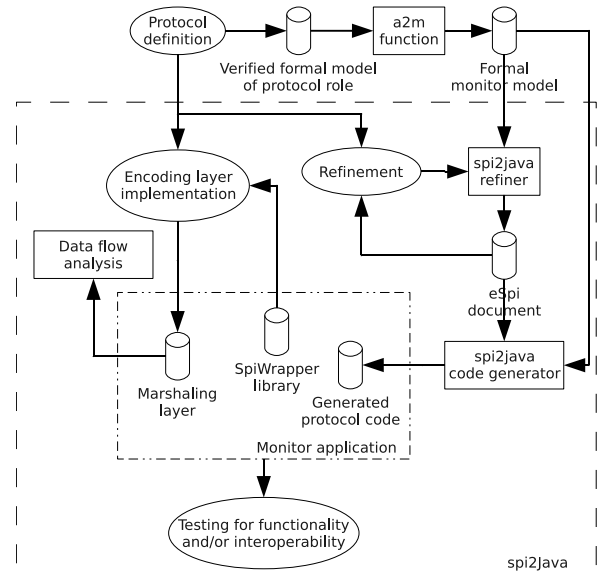 Protocol
definition
a2m
function
Verified formal model
of protocol role
Formal
monitor model
Encoding layer
implementation
Refinement
spi2java
refiner
Data flow
analysis
eSpi
document
SpiWrapper
library
spi2java
code generator
Marshaling
layer
Generated
protocol code
Monitor application
Testing for functionality
and/or interoperability
spi2Java